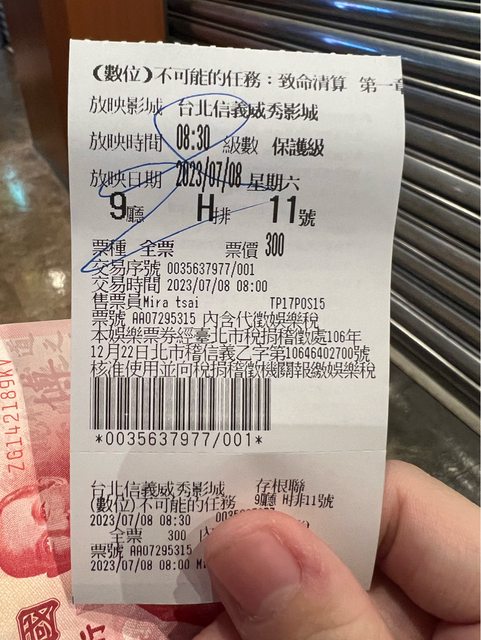 (數位)不可能的任務：致命清算 第一章
放映影城 台北信義威秀影城
放映時間 08:30 級數 保護級
放映日期 2023/07/08 星期六
9廳 H排 11號
票種 全票 票價 300
交易序號 0035637977/001
交易時間 2023/07/08 08:00
售票員Mira tsai TP17POS15
票號 AA07295315 內含代徵娛樂稅
本娛樂票券經臺北市稅捐稽徵處106年
12月22日北市稽信義乙字第10646402700號
核准使用並向稅捐稽徵機關報繳娛樂稅
*0035637977/001*
台北信義威秀影城 存根聯
(數位)不可能的任務 9廳 H排11號
2023/07/08 08:30
全票 300
票號 AA07295315
2023/07/08 08:00
ZG142189KY
國